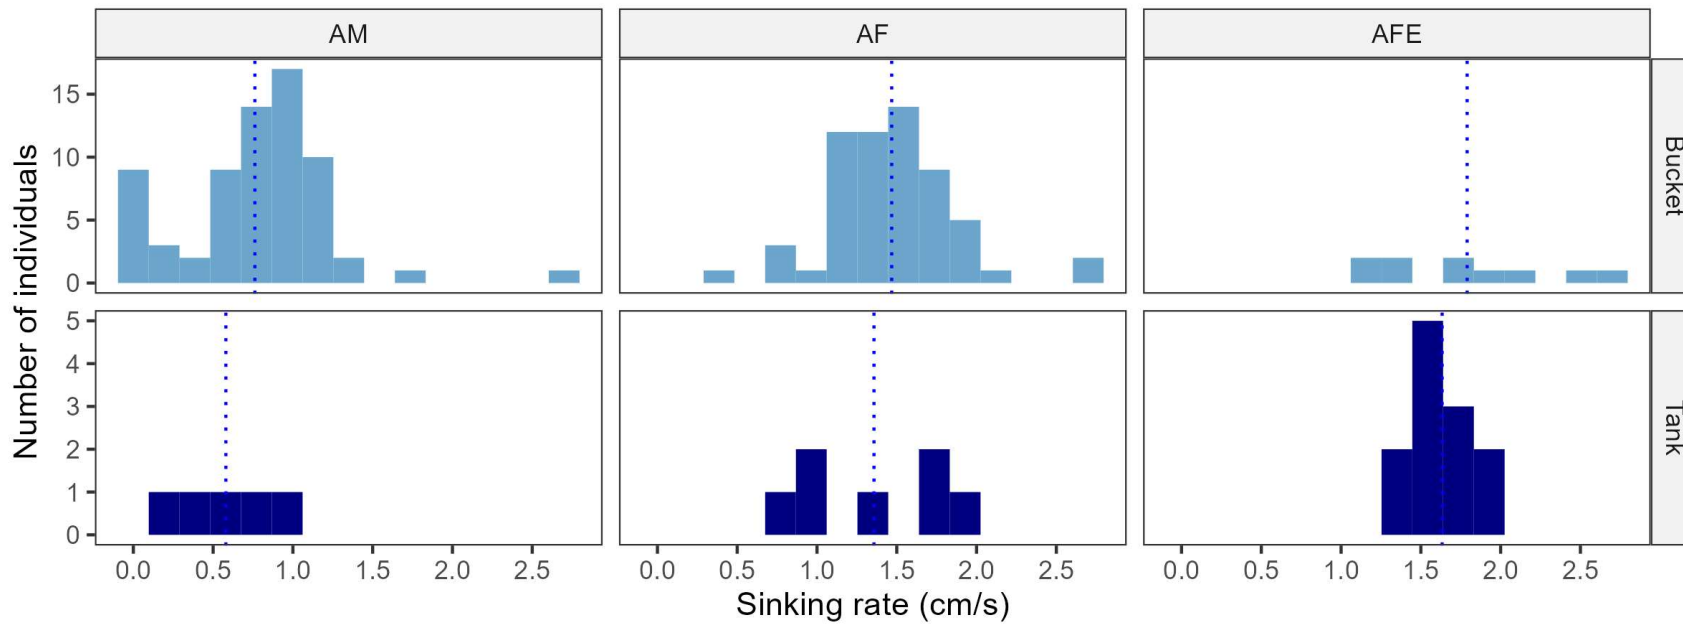 AM AF AFE
Number of individuals
15
10
5
0
Bucket
5
4
3
2
1
0
Tank
0.0 0.5 1.0 1.5 2.0 2.5 0.0 0.5 1.0 1.5 2.0 2.5 0.0 0.5 1.0 1.5 2.0 2.5
Sinking rate (cm/s)